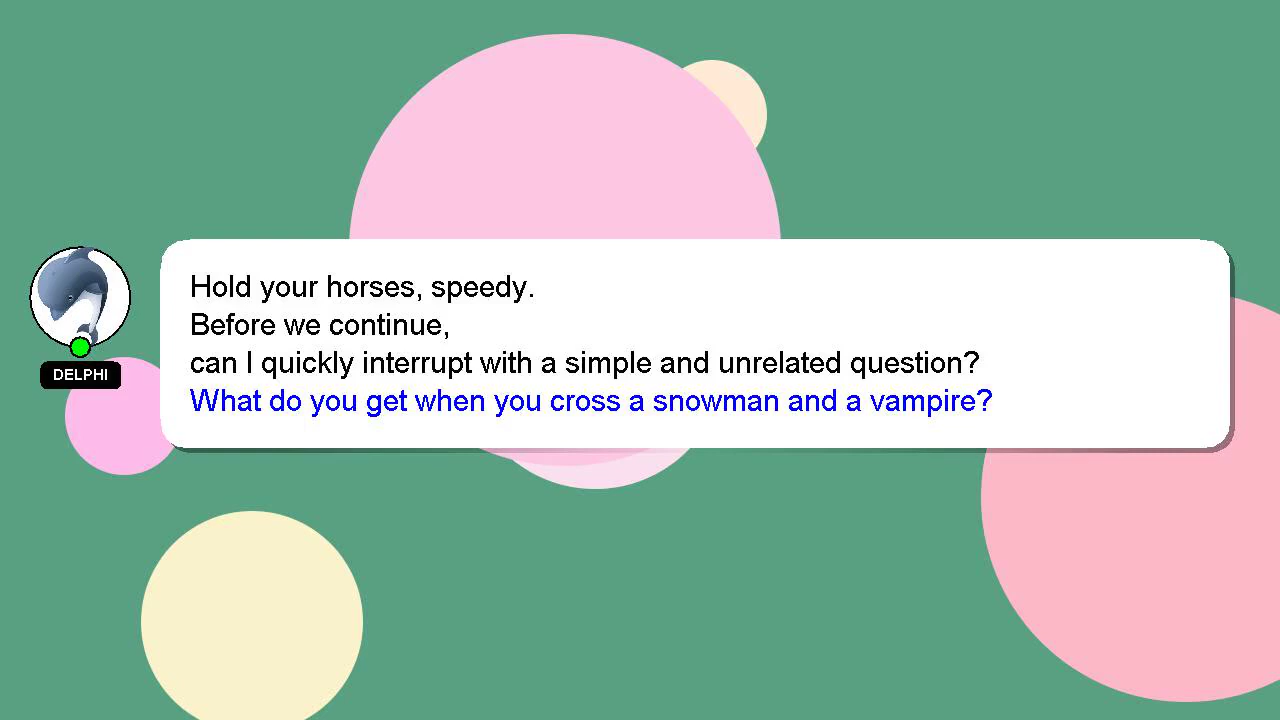 Hold your horses, speedy.
Before we continue,
can I quickly interrupt with a simple and unrelated question?
What do you get when you cross a snowman and a vampire?
DELPHI